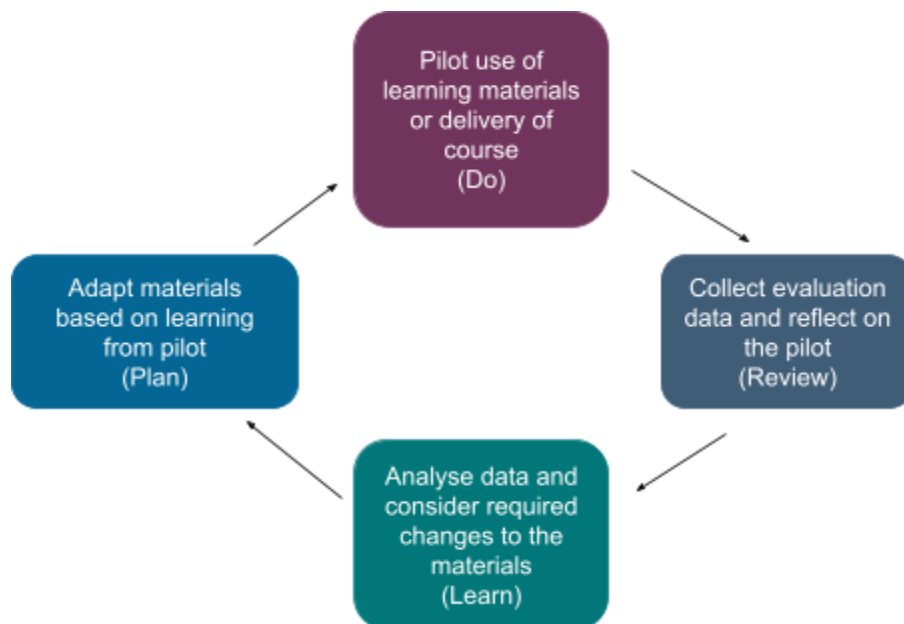 Pilot use of
learning materials
or delivery of
course
(Do)
Adapt materials
based on learning
from pilot
(Plan)
Collect evaluation
data and reflect on
the pilot
(Review)
Analyse data and
consider required
changes to the
materials
(Learn)